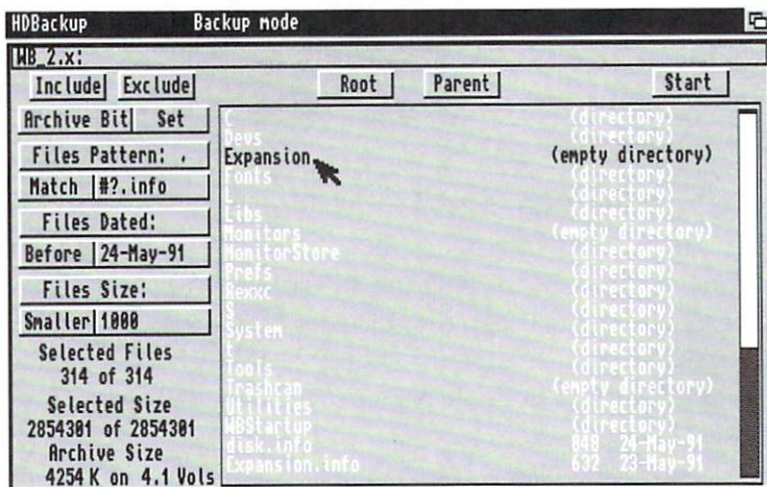 HDBackup Backup mode
WB_2.x:
Include Exclude Root Parent Start
Archive Bit Set
Files Pattern: .
Match #?.info
Files Dated:
Before 24-May-91
Files Size:
Smaller 1000
Selected Files
314 of 314
Selected Size
2854301 of 2854301
Archive Size
4254 K on 4.1 Vols
C (directory)
Devs (directory)
Expansion (empty directory)
Fonts (directory)
L (directory)
Libs (directory)
Monitors (empty directory)
MonitorStore (directory)
Prefs (directory)
Rexxc (directory)
S (directory)
System (directory)
t (directory)
Tools (directory)
Trashcan (empty directory)
Utilities (directory)
WBStartup (directory)
disk.info 848 24-May-91
Expansion.info 632 23-May-91